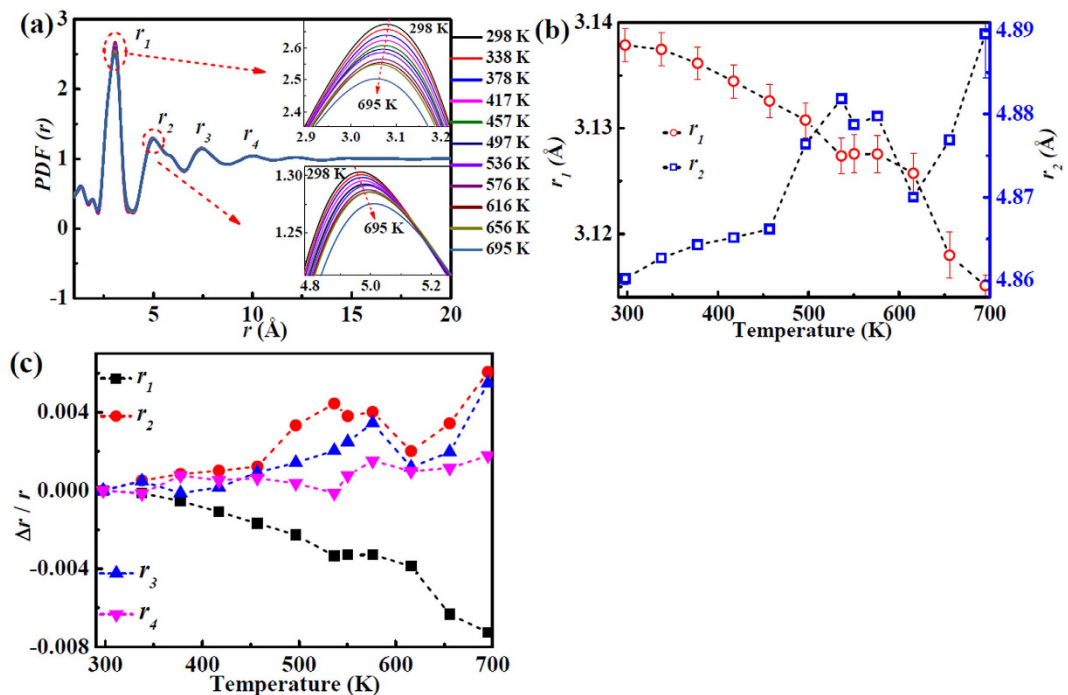 (a)
3
2
1
0
-1
PDF (r)
r1
r2
r3
r4
5
10
15
20
r (Å)
298 K
2.6
2.5
2.4
695 K
2.9
3.0
3.1
3.2
1.30
298 K
1.25
695 K
4.8
5.0
5.2
298 K
338 K
378 K
417 K
457 K
497 K
536 K
576 K
616 K
656 K
695 K
(b)
3.14
3.13
3.12
r1 (Å)
r1
r2
4.89
4.88
4.87
4.86
r2 (Å)
300
400
500
600
700
Temperature (K)
(c)
r1
r2
0.004
0.000
-0.004
-0.008
Δr / r
r3
r4
300
400
500
600
700
Temperature (K)